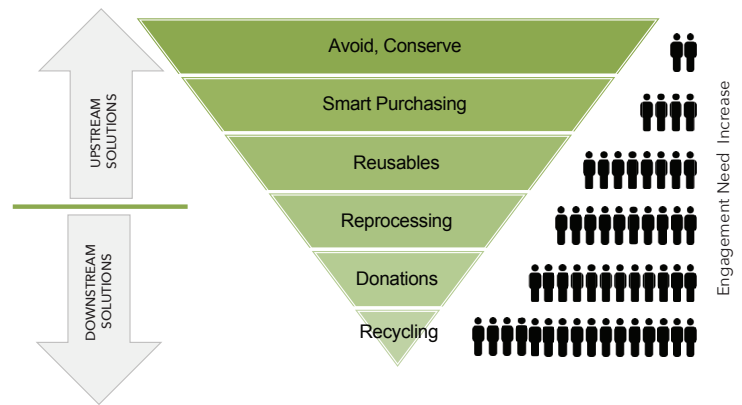 UPSTREAM
SOLUTIONS
DOWNSTREAM
SOLUTIONS
Avoid, Conserve
Smart Purchasing
Reusables
Reprocessing
Donations
Recycling
Engagement Need Increase